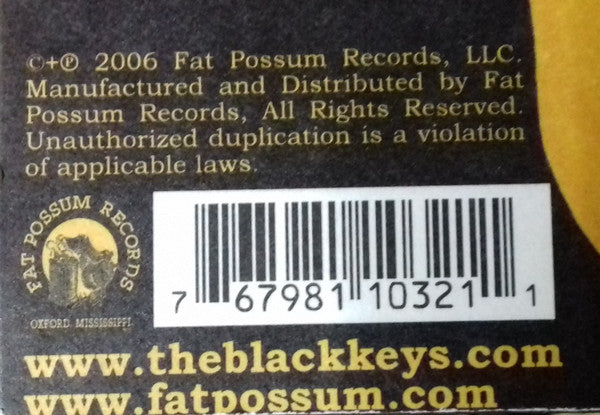 ©+℗ 2006 Fat Possum Records, LLC.
Manufactured and Distributed by Fat
Possum Records, All Rights Reserved.
Unauthorized duplication is a violation
of applicable laws.
FAT POSSUM RECORDS
OXFORD, MISSISSIPPI
7 67981 10321 1
www.theblackkeys.com
www.fatpossum.com